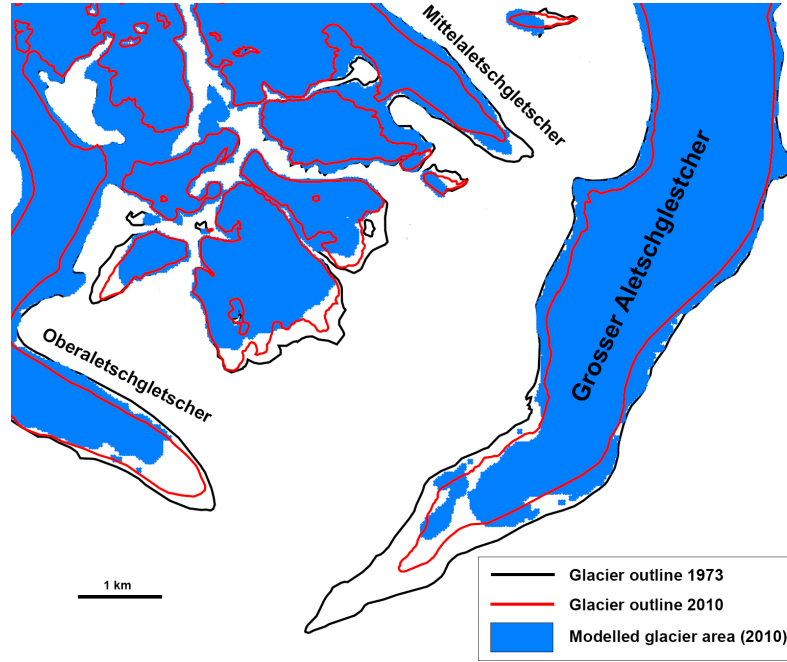 Mittelaletschgletscher
Grosser Aletschglestcher
Oberaletschgletscher
1 km
Glacier outline 1973
Glacier outline 2010
Modelled glacier area (2010)